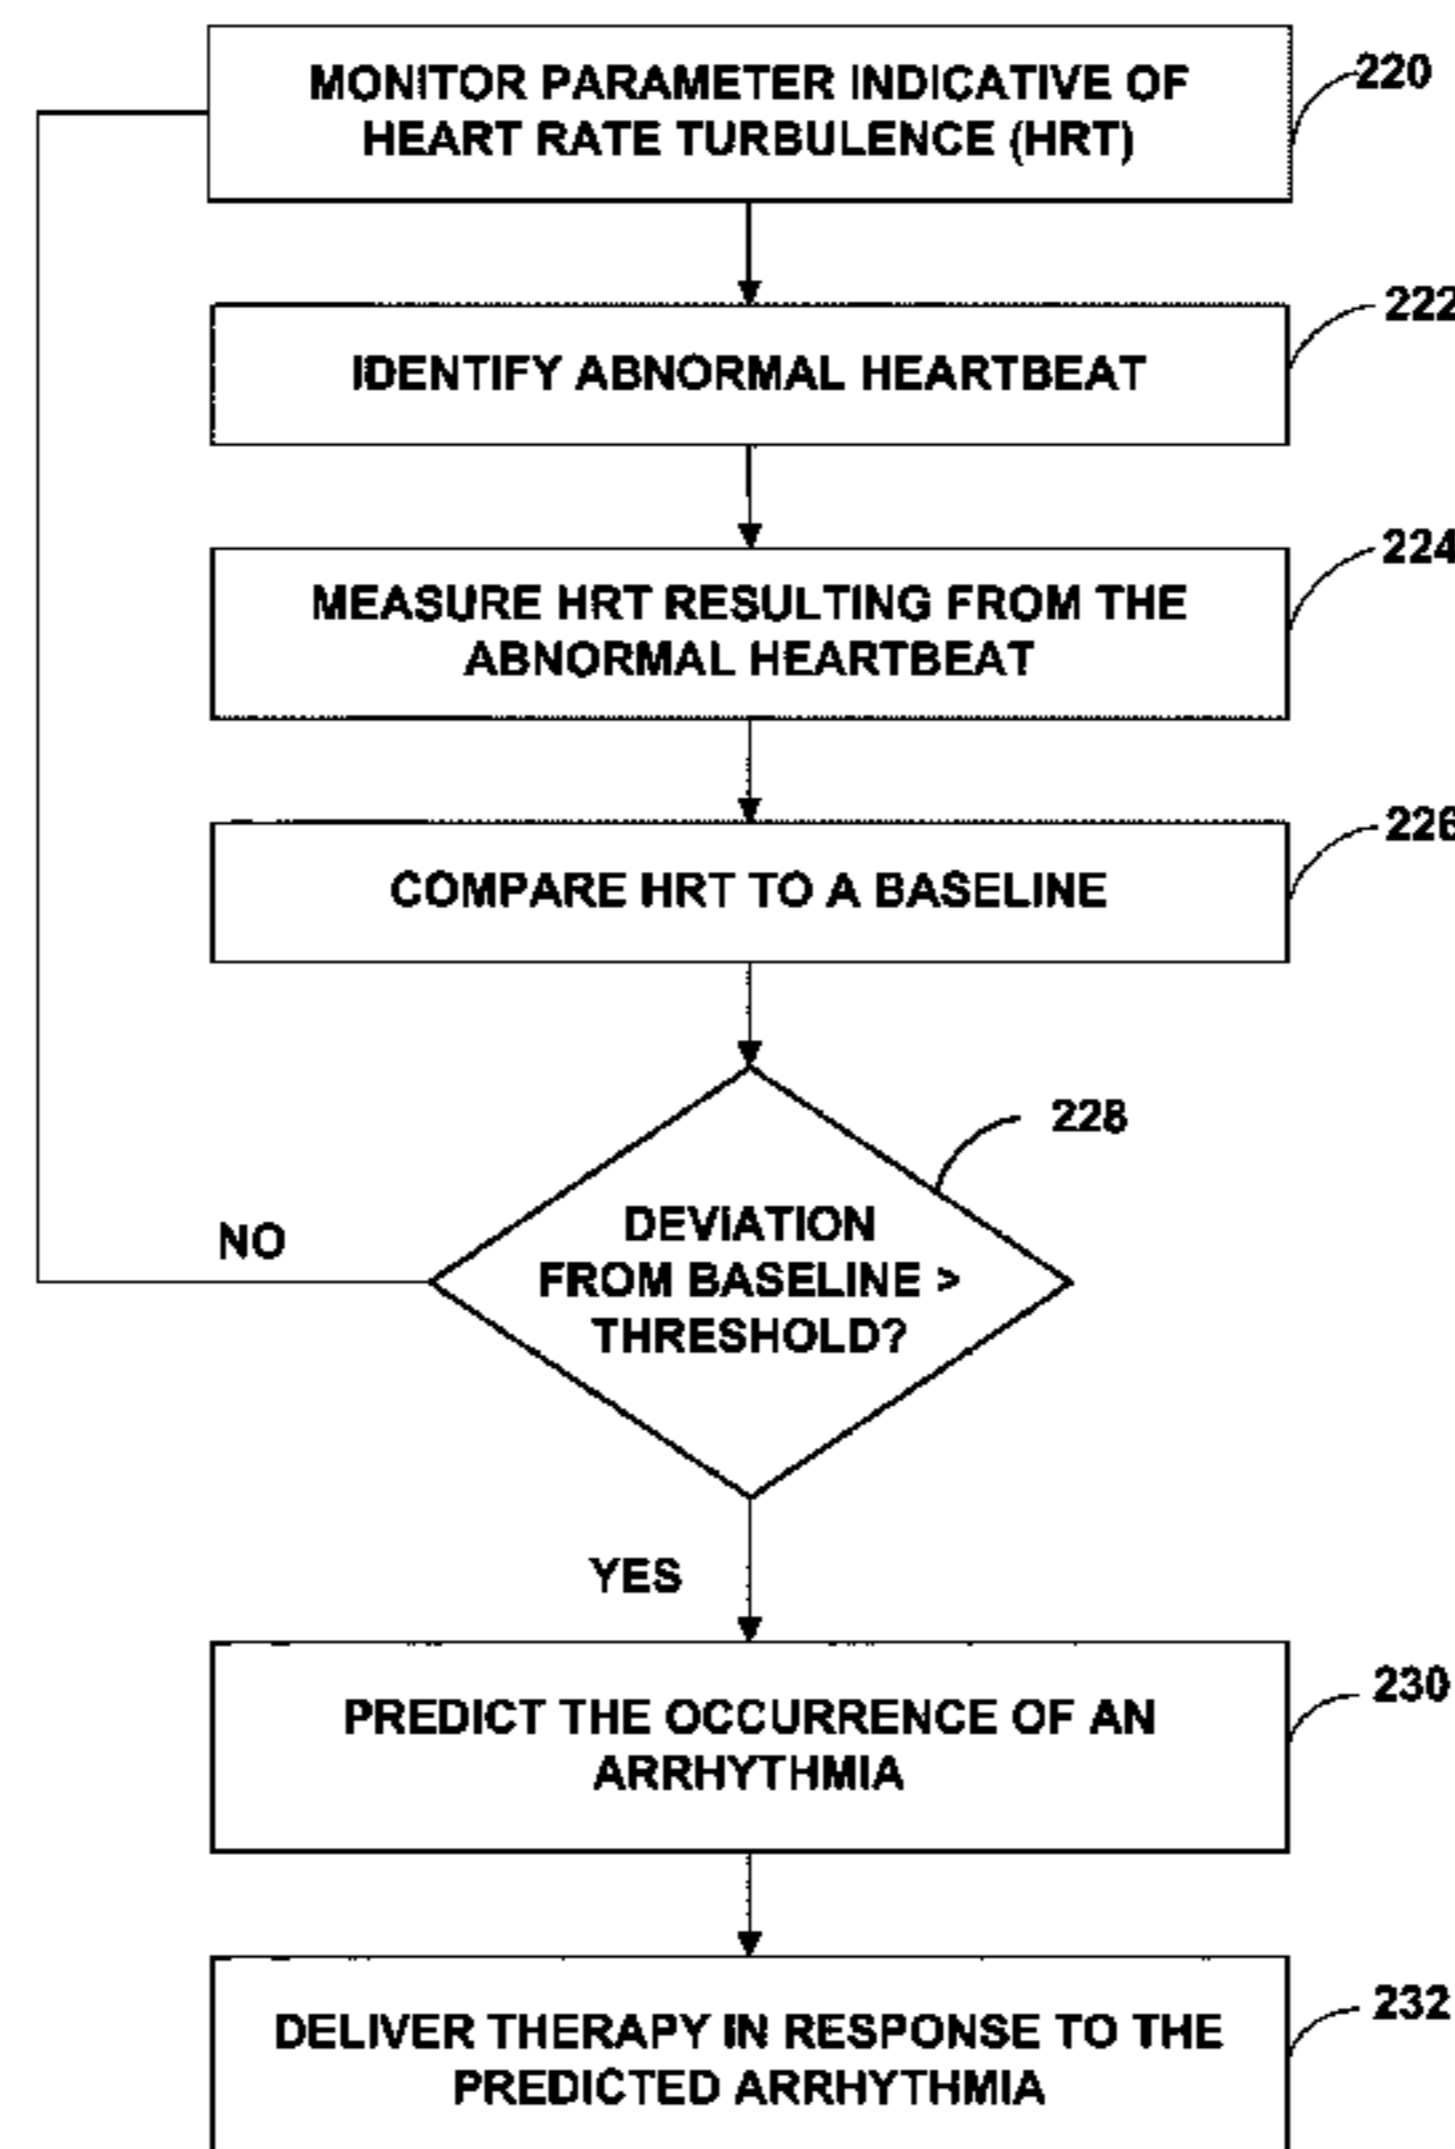 MONITOR PARAMETER INDICATIVE OF
HEART RATE TURBULENCE (HRT)
220
IDENTIFY ABNORMAL HEARTBEAT
222
MEASURE HRT RESULTING FROM THE
ABNORMAL HEARTBEAT
224
COMPARE HRT TO A BASELINE
226
228
DEVIATION
FROM BASELINE >
THRESHOLD?
NO
YES
PREDICT THE OCCURRENCE OF AN
ARRHYTHMIA
230
DELIVER THERAPY IN RESPONSE TO THE
PREDICTED ARRHYTHMIA
232